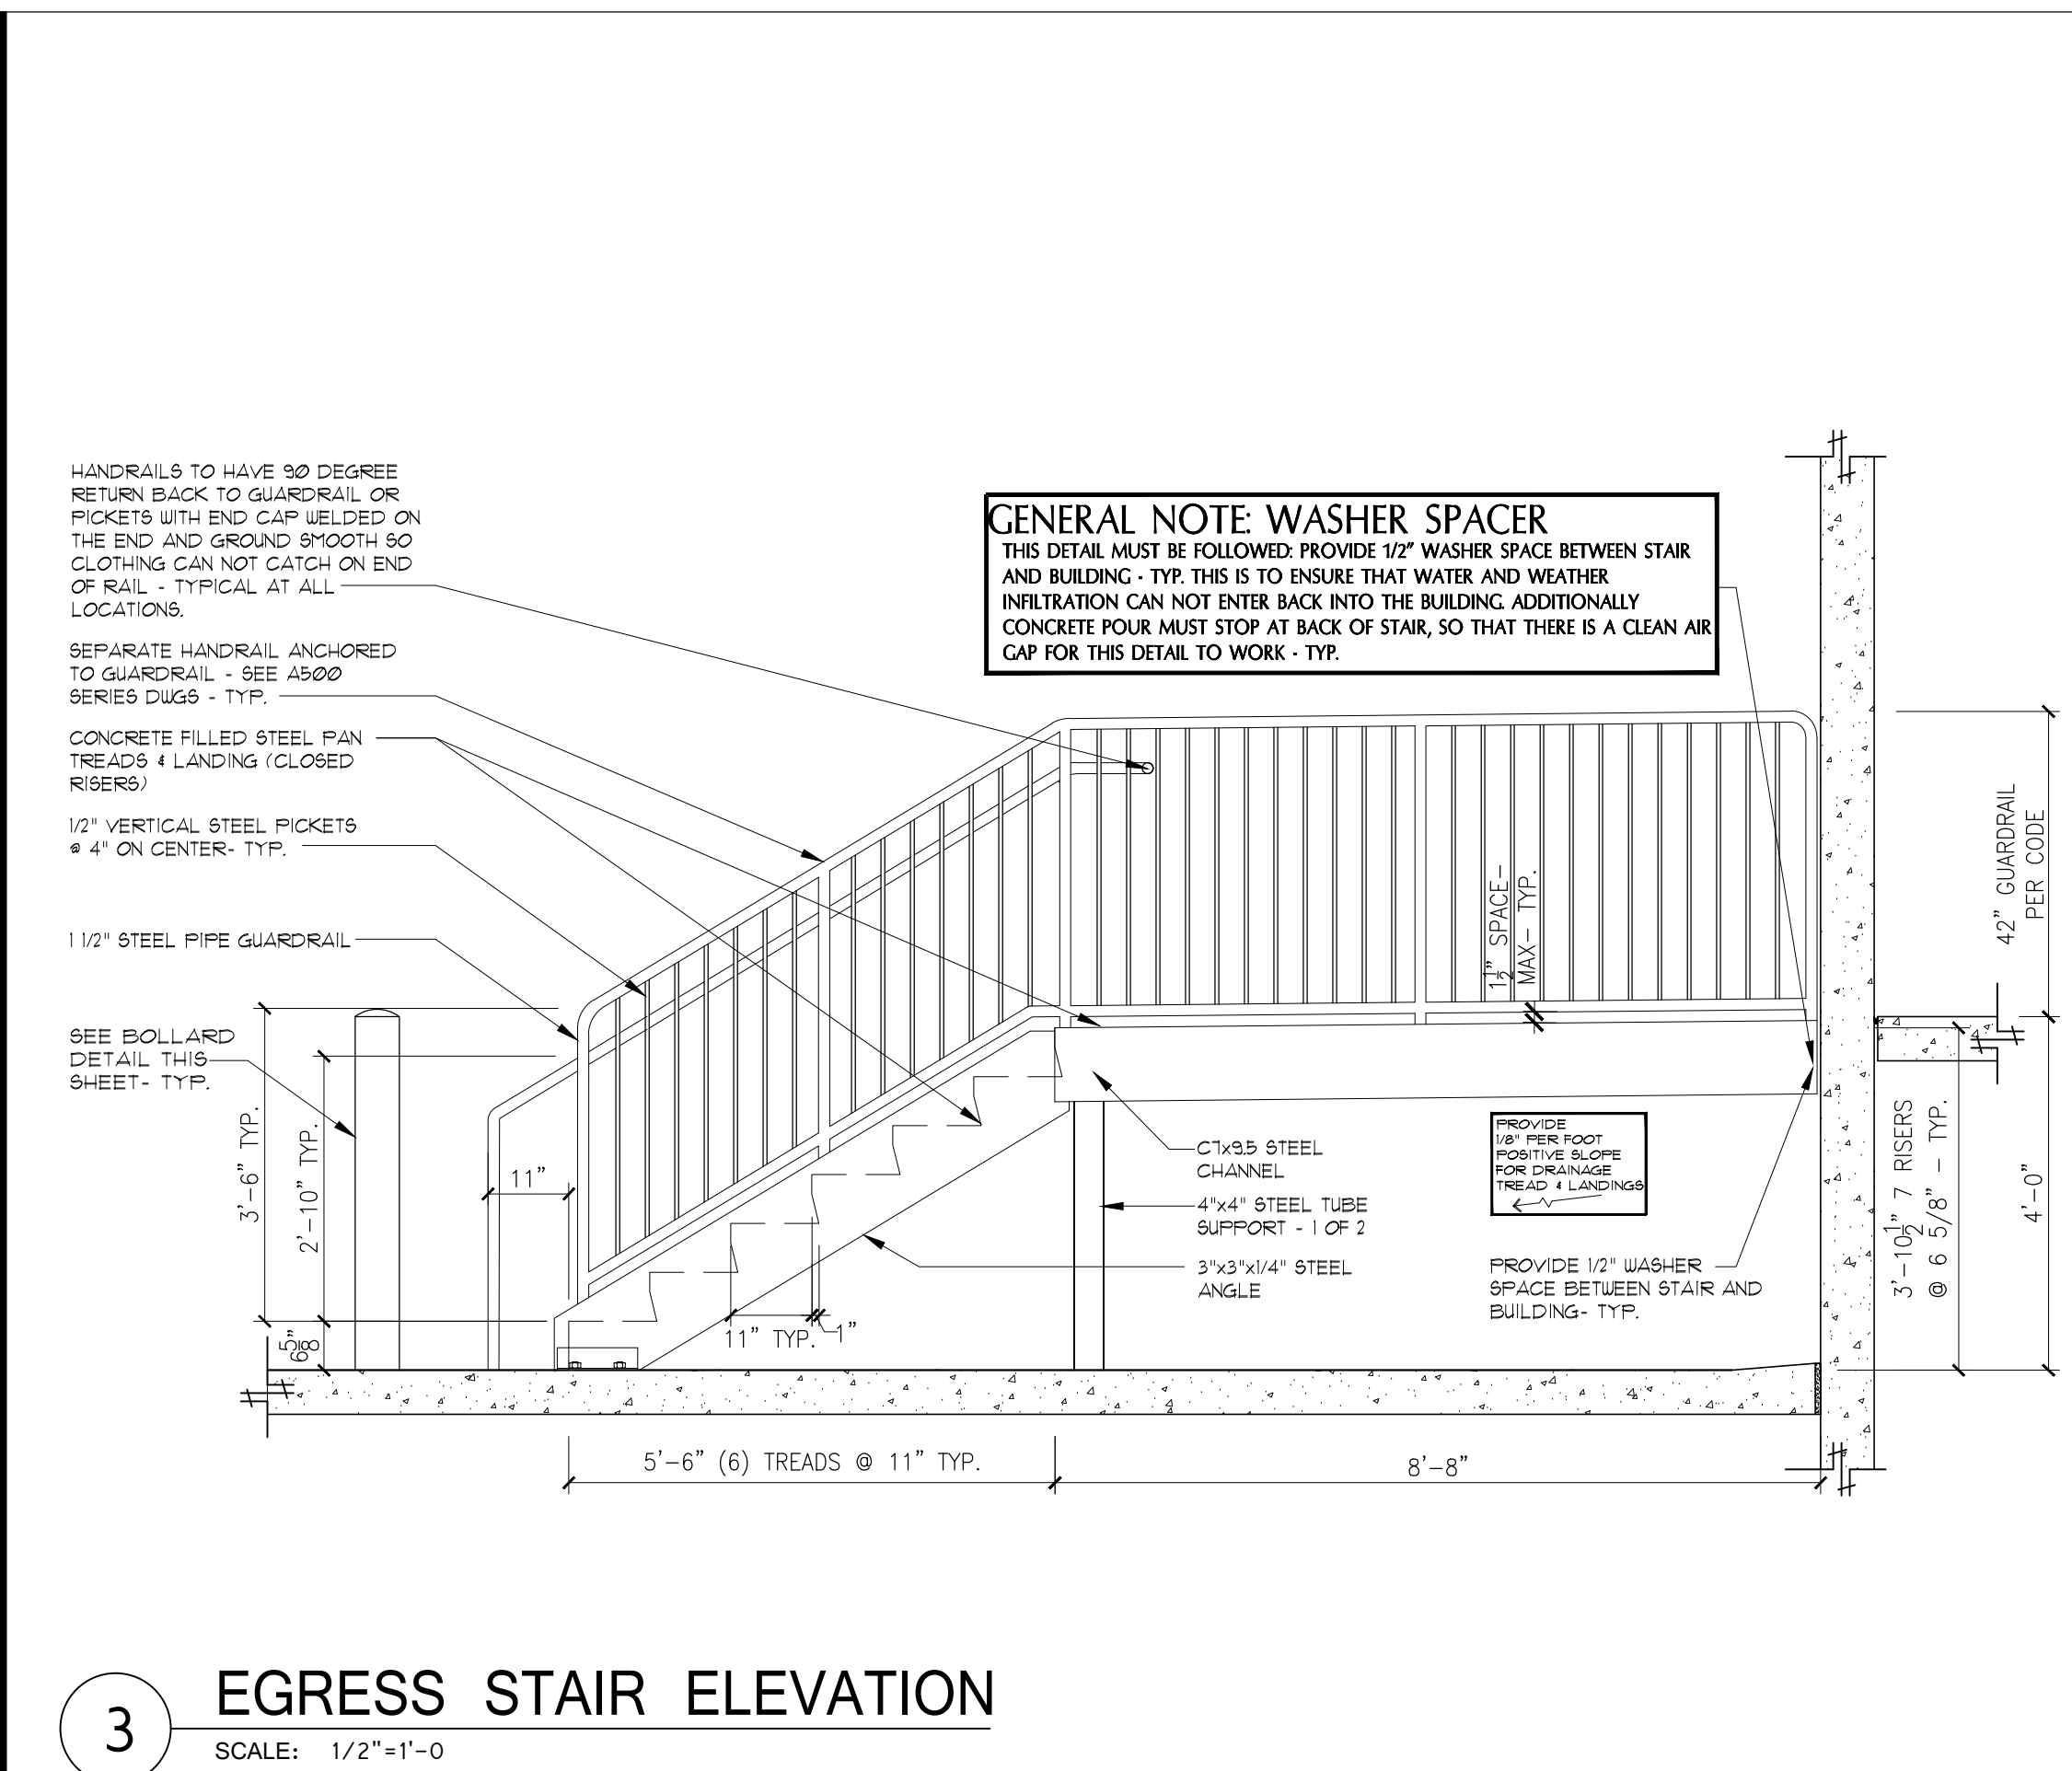 HANDRAILS TO HAVE 90 DEGREE
RETURN BACK TO GUARDRAIL OR
PICKETS WITH END CAP WELDED ON
THE END AND GROUND SMOOTH SO
CLOTHING CAN NOT CATCH ON END
OF RAIL - TYPICAL AT ALL
LOCATIONS.
SEPARATE HANDRAIL ANCHORED
TO GUARDRAIL - SEE A500
SERIES DWGS - TYP.
CONCRETE FILLED STEEL PAN
TREADS & LANDING (CLOSED
RISERS)
1/2" VERTICAL STEEL PICKETS
@ 4" ON CENTER- TYP.
1 1/2" STEEL PIPE GUARDRAIL
SEE BOLLARD
DETAIL THIS
SHEET- TYP.
GENERAL NOTE: WASHER SPACER
THIS DETAIL MUST BE FOLLOWED: PROVIDE 1/2" WASHER SPACE BETWEEN STAIR
AND BUILDING - TYP. THIS IS TO ENSURE THAT WATER AND WEATHER
INFILTRATION CAN NOT ENTER BACK INTO THE BUILDING. ADDITIONALLY
CONCRETE POUR MUST STOP AT BACK OF STAIR, SO THAT THERE IS A CLEAN AIR
GAP FOR THIS DETAIL TO WORK - TYP.
1 1/2" SPACE-
MAX- TYP.
42" GUARDRAIL
PER CODE
3'-6" TYP.
2'-10" TYP.
6 5/8"
11"
11" TYP.
1"
C7x9.5 STEEL
CHANNEL
4"x4" STEEL TUBE
SUPPORT - 1 OF 2
3"x3"x1/4" STEEL
ANGLE
PROVIDE
1/8" PER FOOT
POSITIVE SLOPE
FOR DRAINAGE
TREAD & LANDINGS
PROVIDE 1/2" WASHER
SPACE BETWEEN STAIR AND
BUILDING- TYP.
3'-10 1/2" 7 RISERS
@ 6 5/8" - TYP.
4'-0"
5'-6" (6) TREADS @ 11" TYP.
8'-8"
3
EGRESS STAIR ELEVATION
SCALE: 1/2"=1'-0